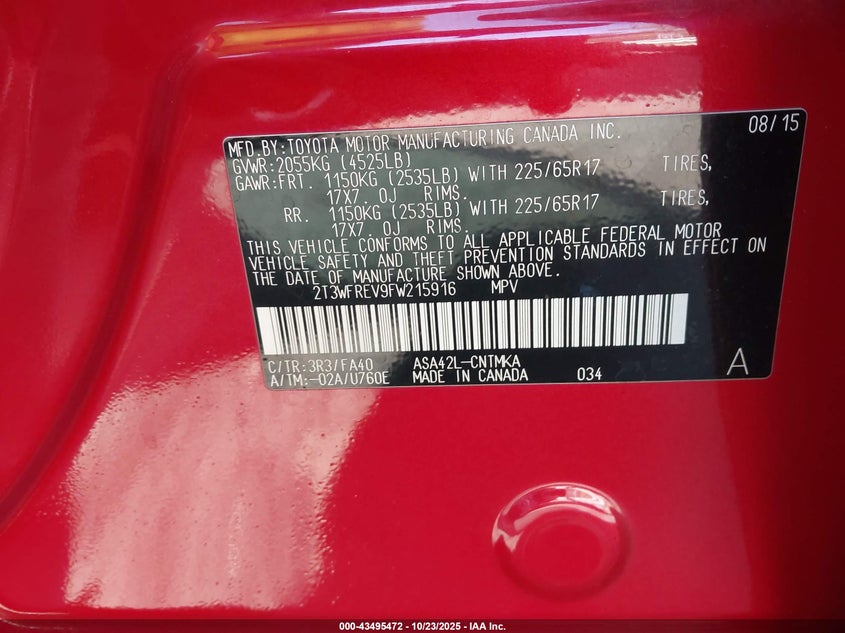 MFD.BY:TOYOTA MOTOR MANUFACTURING CANADA INC. 08/15
GVWR:2055KG (4525LB)
GAWR:FRT. 1150KG (2535LB) WITH 225/65R17 TIRES,
17X7.0J RIMS.
RR. 1150KG (2535LB) WITH 225/65R17 TIRES,
17X7.0J RIMS.
THIS VEHICLE CONFORMS TO ALL APPLICABLE FEDERAL MOTOR
VEHICLE SAFETY AND THEFT PREVENTION STANDARDS IN EFFECT ON
THE DATE OF MANUFACTURE SHOWN ABOVE.
2T3WFREV9FW215916 MPV
C/TR:3R3/FA40 ASA42L-CNTMKA
A/TM:-02A/U760E MADE IN CANADA 034 A
000-43495472 - 10/23/2025 - IAA Inc.